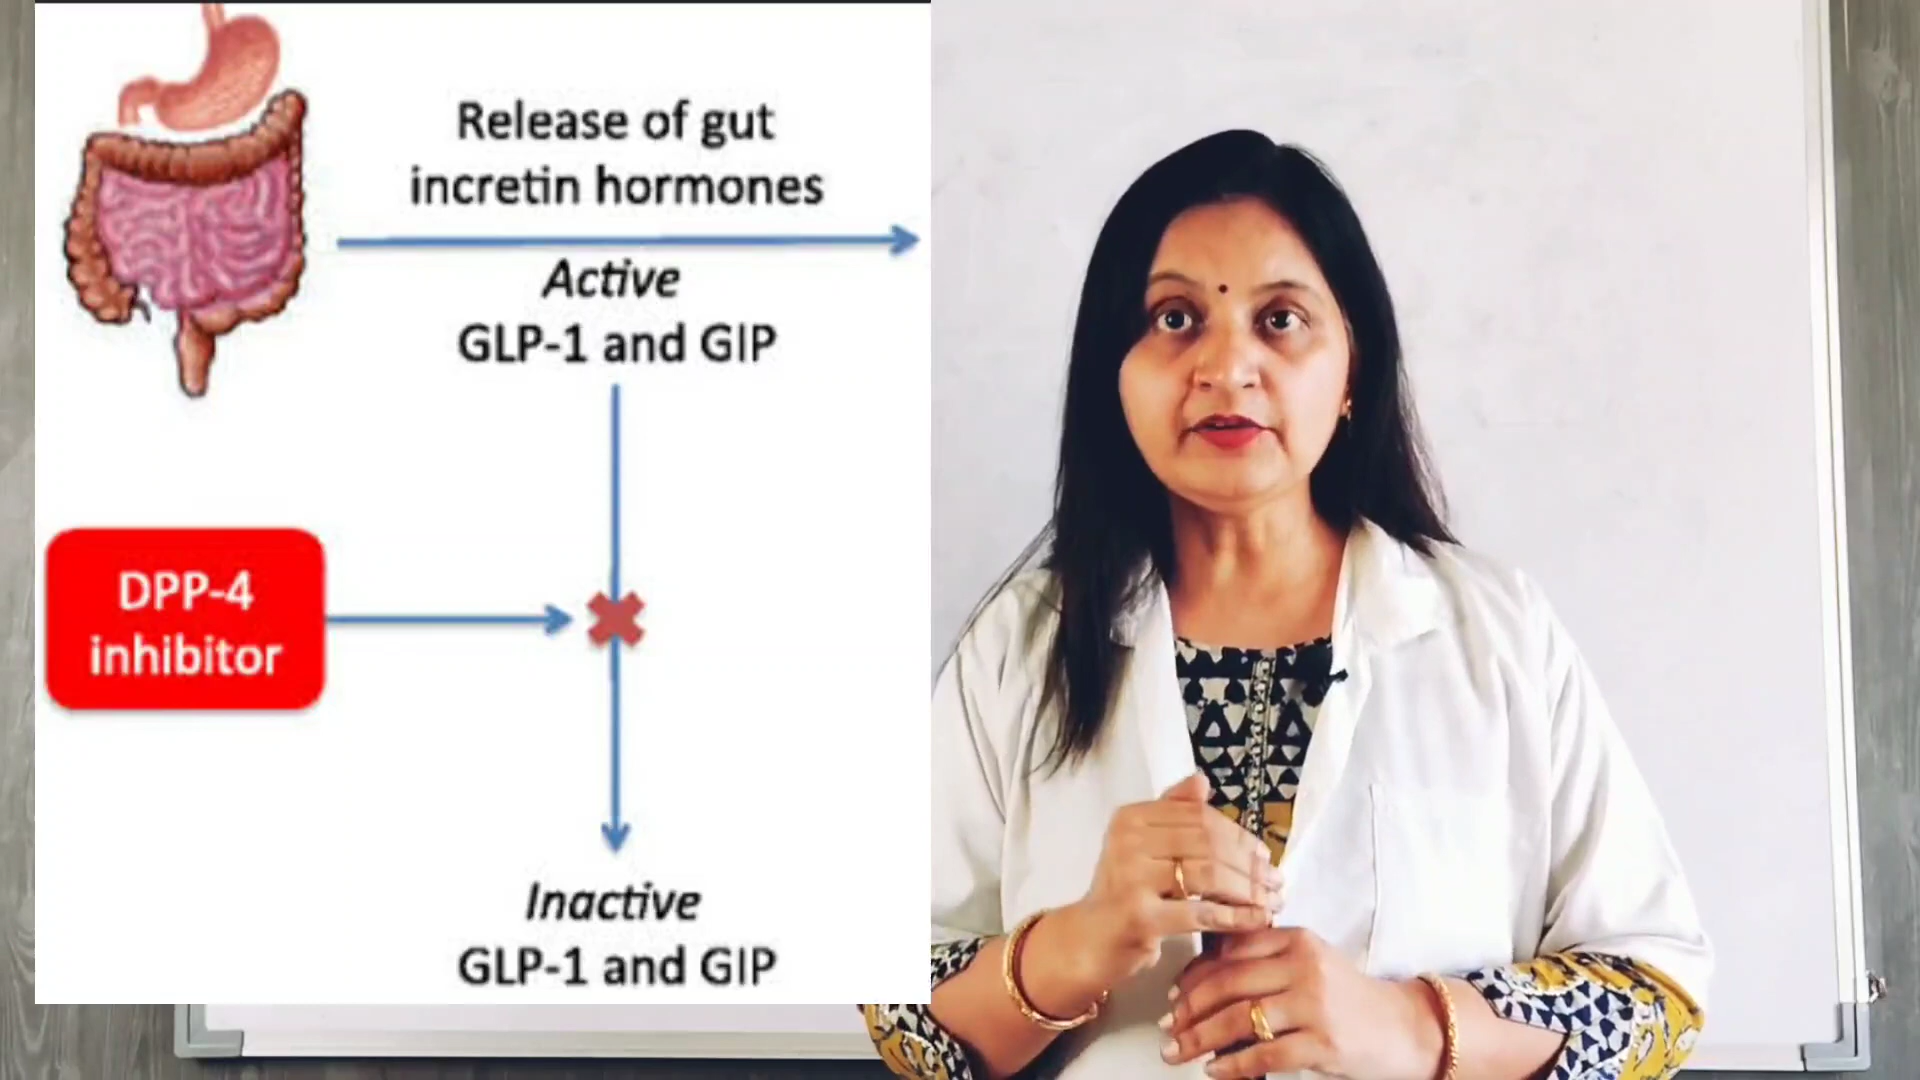 Release of gut
incretin hormones
Active
GLP-1 and GIP
DPP-4
inhibitor
Inactive
GLP-1 and GIP